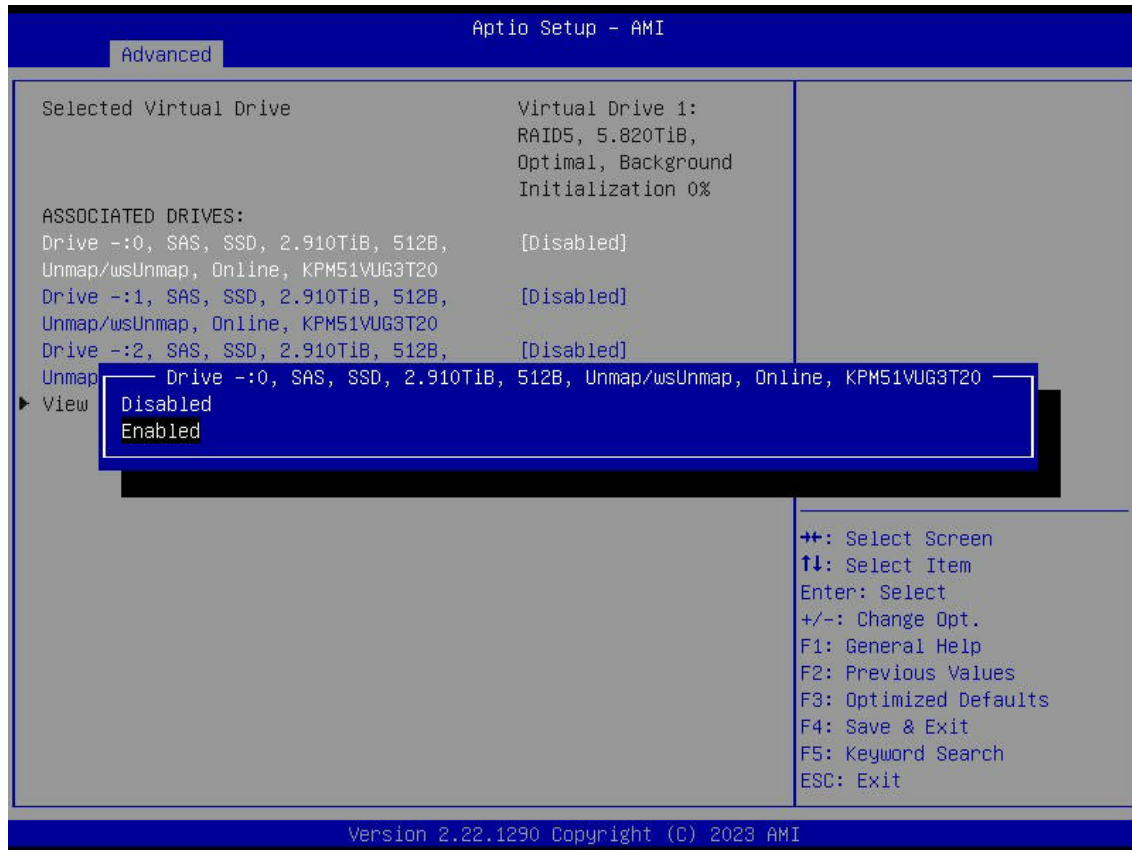 Aptio Setup – AMI
Advanced
Selected Virtual Drive
Virtual Drive 1:
RAID5, 5.820TiB,
Optimal, Background
Initialization 0%
ASSOCIATED DRIVES:
Drive -:0, SAS, SSD, 2.910TiB, 512B, [Disabled]
Unmap/wsUnmap, Online, KPM51VUG3T20
Drive -:1, SAS, SSD, 2.910TiB, 512B, [Disabled]
Unmap/wsUnmap, Online, KPM51VUG3T20
Drive -:2, SAS, SSD, 2.910TiB, 512B, [Disabled]
Unmap
Drive -:0, SAS, SSD, 2.910TiB, 512B, Unmap/wsUnmap, Online, KPM51VUG3T20
View
Disabled
Enabled
→←: Select Screen
↑↓: Select Item
Enter: Select
+/-: Change Opt.
F1: General Help
F2: Previous Values
F3: Optimized Defaults
F4: Save & Exit
F5: Keyword Search
ESC: Exit
Version 2.22.1290 Copyright (C) 2023 AMI